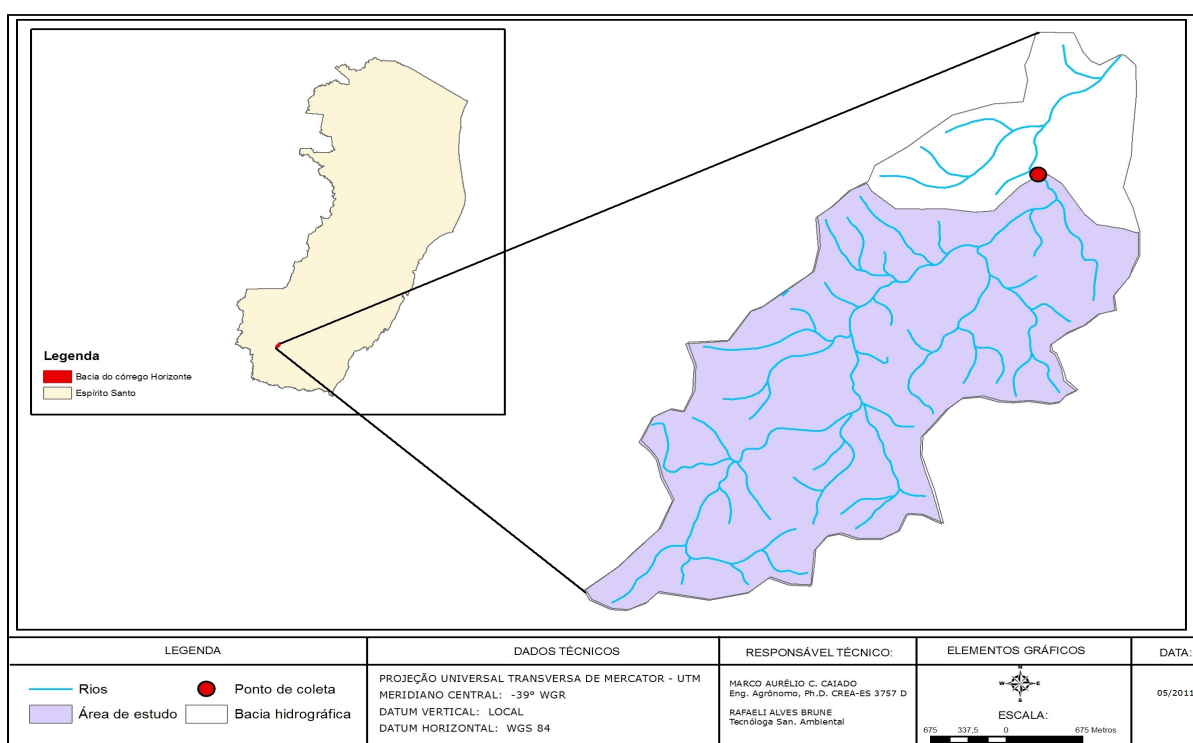 Legenda
Bacia do córrego Horizonte
Espírito Santo
LEGENDA
Rios
Ponto de coleta
Área de estudo
Bacia hidrográfica
DADOS TÉCNICOS
PROJEÇÃO UNIVERSAL TRANSVERSA DE MERCATOR - UTM
MERIDIANO CENTRAL: -39° WGR
DATUM VERTICAL: LOCAL
DATUM HORIZONTAL: WGS 84
RESPONSÁVEL TÉCNICO:
MARCO AURÉLIO C. CAIADO
Eng. Agrônomo, Ph.D. CREA-ES 3757 D
RAFAELI ALVES BRUNE
Tecnóloga San. Ambiental
ELEMENTOS GRÁFICOS
N
W E
S
ESCALA:
675 337,5 0 675 Metros
DATA:
05/2011